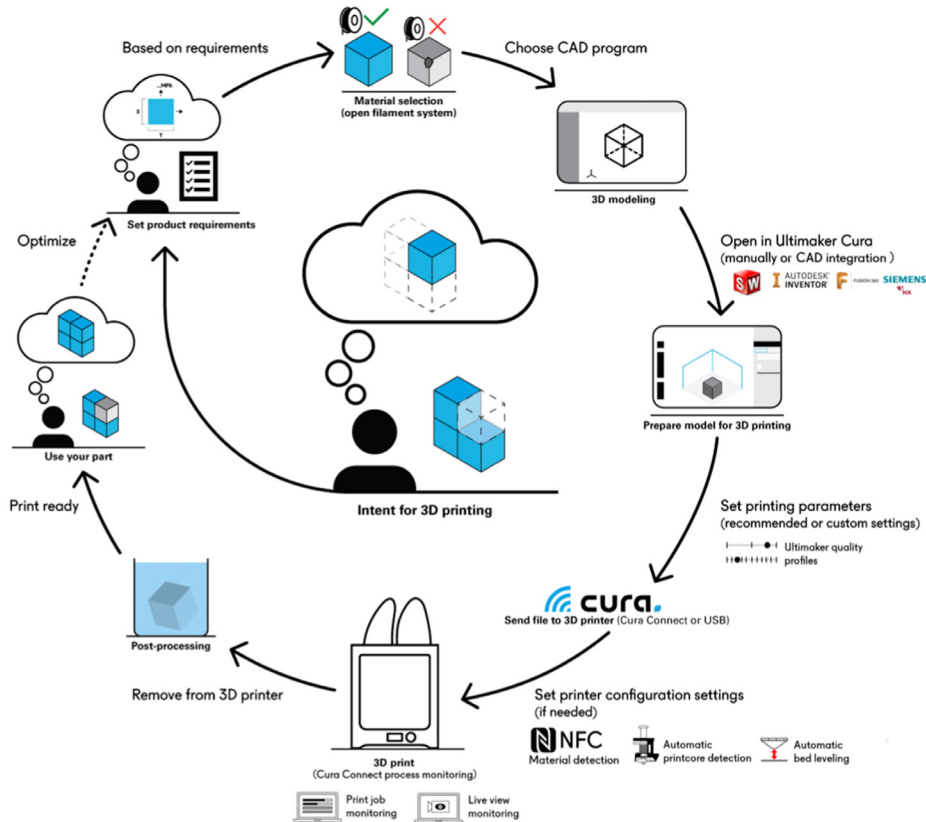 Based on requirements
Material selection
(open filament system)
Choose CAD program
...MPA
X
Y
3D modeling
Set product requirements
Optimize
Open in Ultimaker Cura
(manually or CAD integration )
SW
AUTODESK®
INVENTOR®
F
FUSION 360
SIEMENS
NX
Prepare model for 3D printing
Use your part
Intent for 3D printing
Print ready
Set printing parameters
(recommended or custom settings)
Ultimaker quality
profiles
cura.
Send file to 3D printer (Cura Connect or USB)
Post-processing
Remove from 3D printer
Set printer configuration settings
(if needed)
NFC
Material detection
Automatic
printcore detection
Automatic
bed leveling
3D print
(Cura Connect process monitoring)
Print job
monitoring
Live view
monitoring